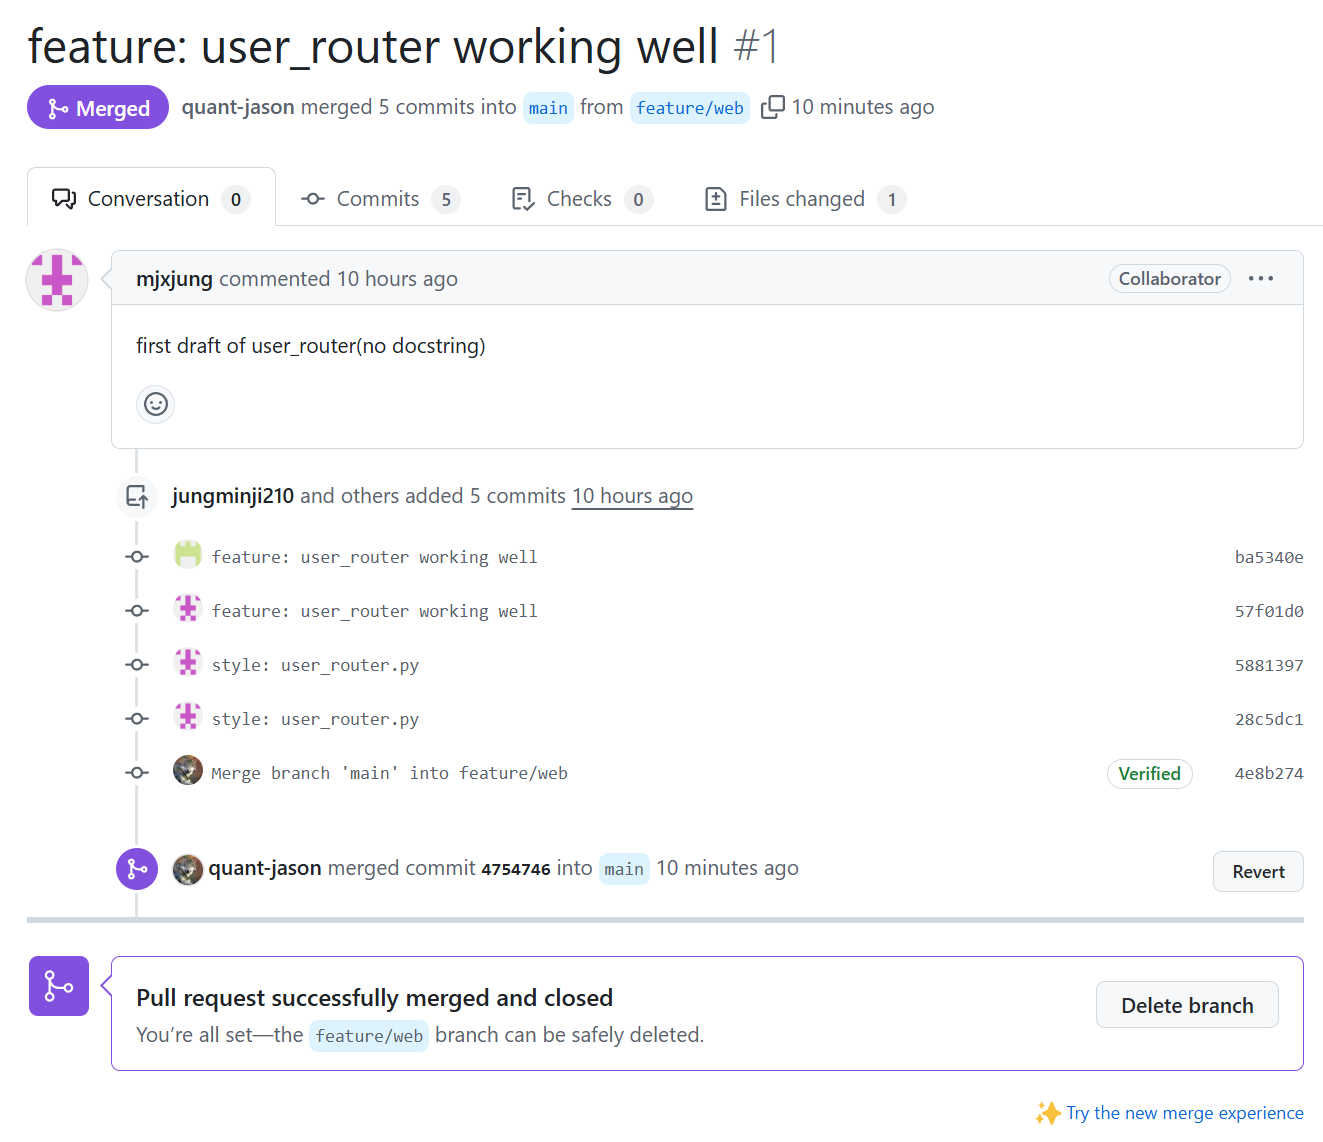 feature: user_router working well #1
Merged quant-jason merged 5 commits into main from feature/web 10 minutes ago
Conversation 0 Commits 5 Checks 0 Files changed 1
mjxjung commented 10 hours ago Collaborator
first draft of user_router(no docstring)
jungminji210 and others added 5 commits 10 hours ago
feature: user_router working well ba5340e
feature: user_router working well 57f01d0
style: user_router.py 5881397
style: user_router.py 28c5dc1
Merge branch 'main' into feature/web Verified 4e8b274
quant-jason merged commit 4754746 into main 10 minutes ago Revert
Pull request successfully merged and closed
You’re all set—the feature/web branch can be safely deleted.
Delete branch
Try the new merge experience